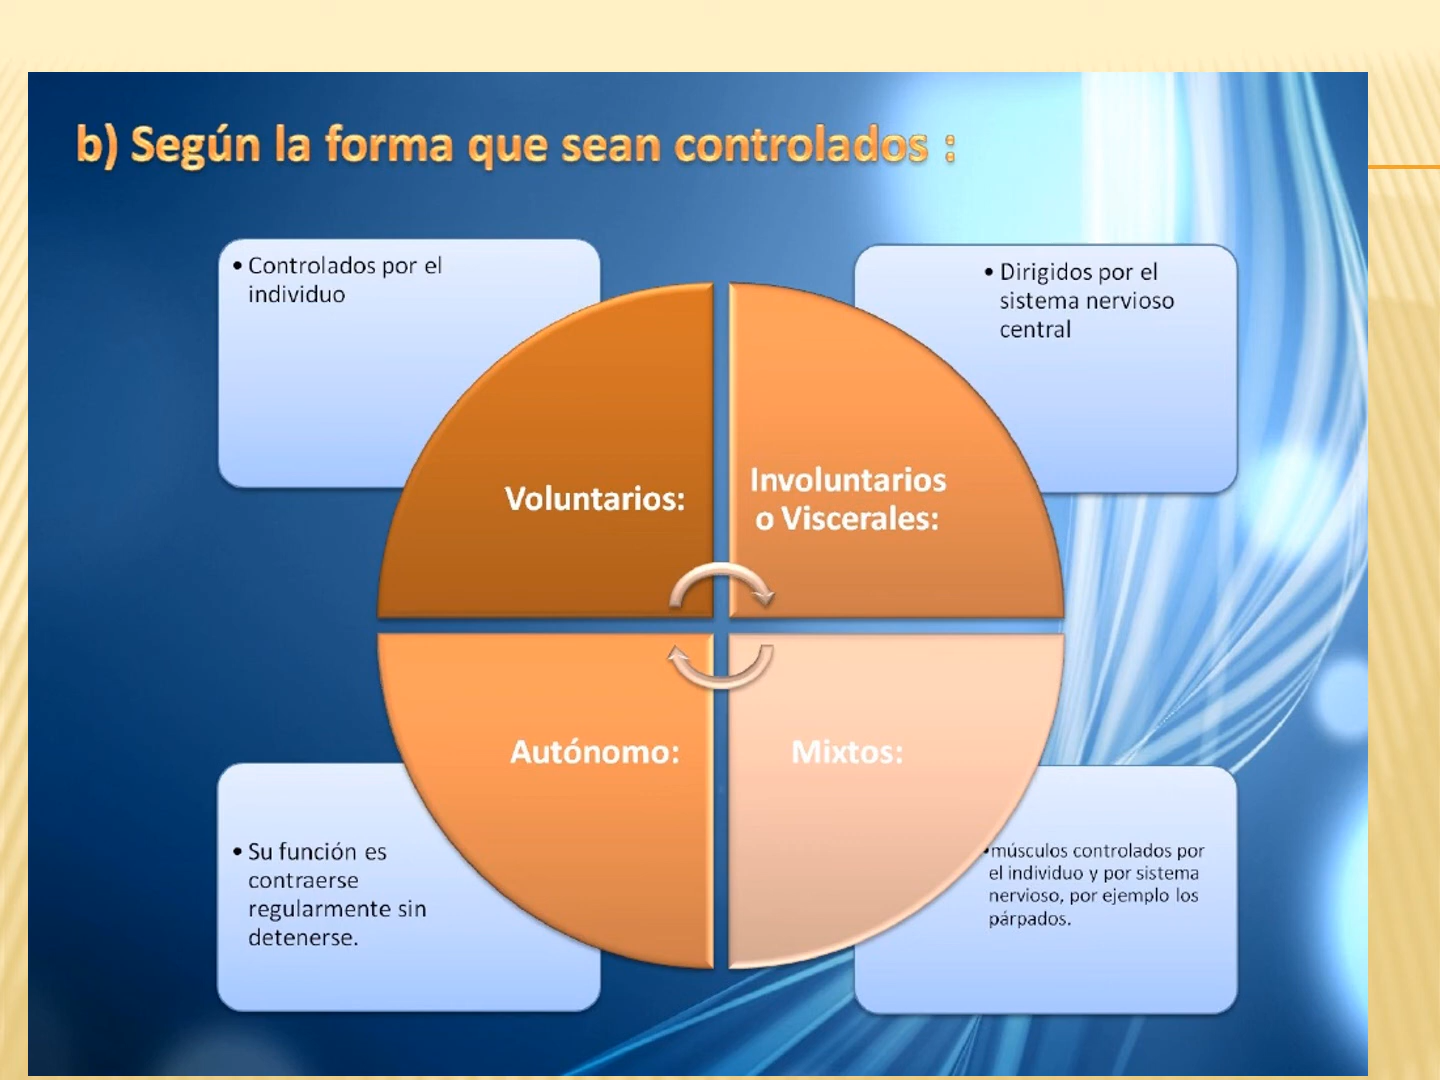 b) Según la forma que sean controlados :
• Controlados por el
individuo
• Dirigidos por el
sistema nervioso
central
Voluntarios:
Involuntarios
o Viscerales:
Autónomo:
Mixtos:
• Su función es
contraerse
regularmente sin
detenerse.
•músculos controlados por
el individuo y por sistema
nervioso, por ejemplo los
párpados.